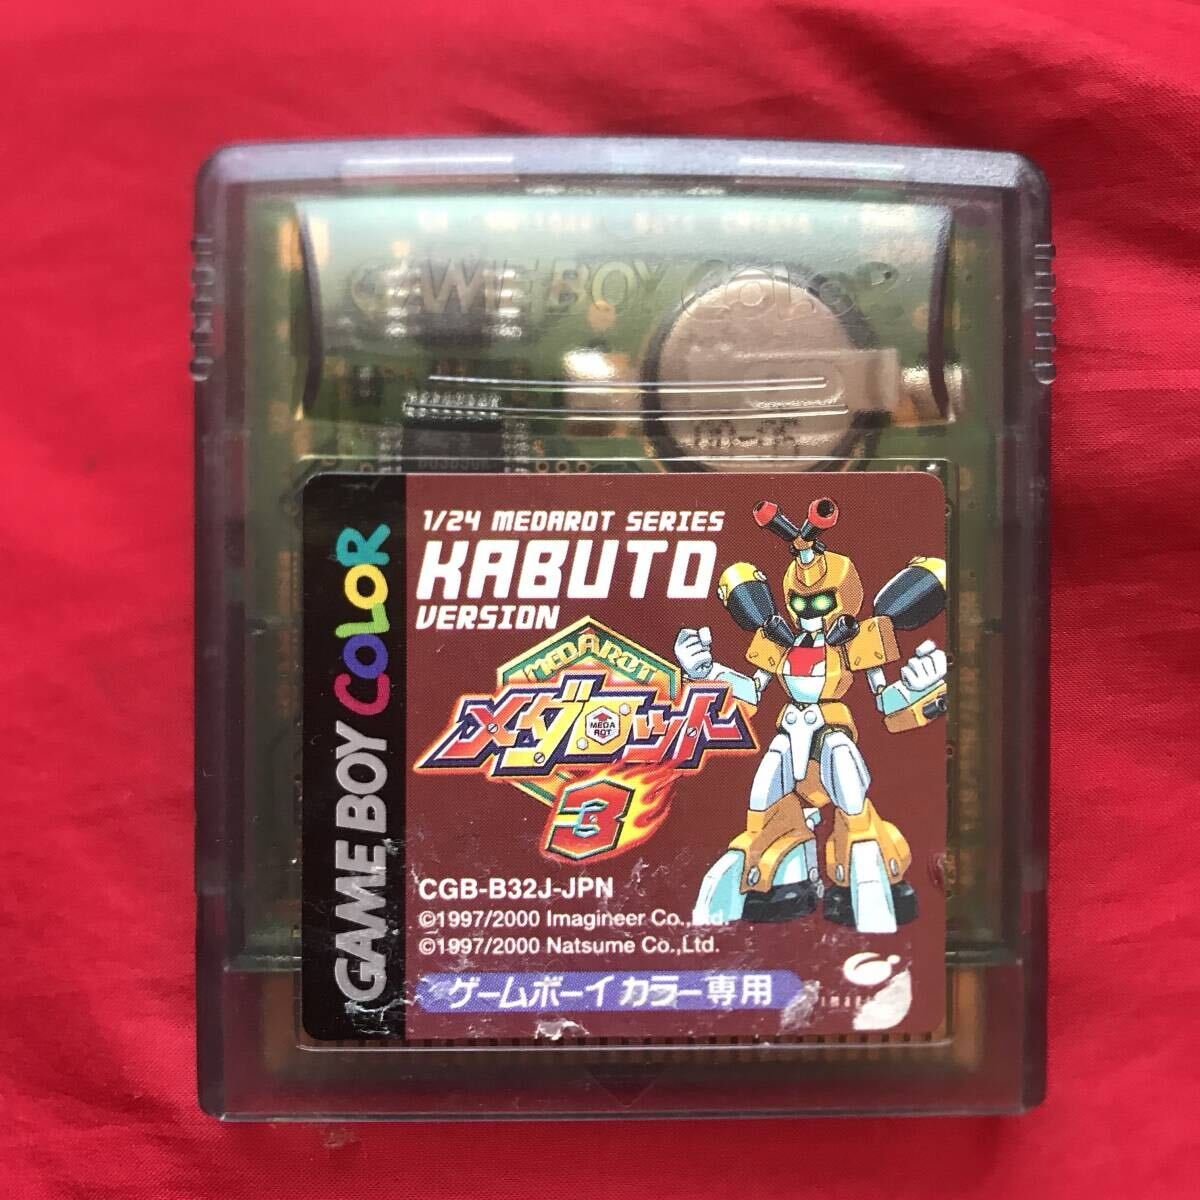 GAME BOY COLOR
GAME BOY COLOR
1/24 MEDAROT SERIES
KABUTO
VERSION
MEDAROT
メダロット
MEDA
ROT
3
CGB-B32J-JPN
©1997/2000 Imagineer Co.,Ltd.
©1997/2000 Natsume Co.,Ltd.
ゲームボーイカラー専用